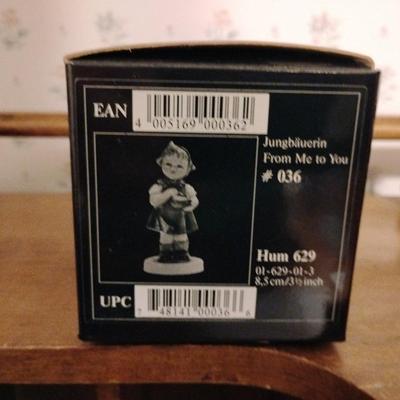 EAN
4 005169 000362
Jungbäuerin
From Me to You
# 036
Hum 629
01-629-01-3
8,5 cm/3½ inch
UPC
7 48141 00036 6